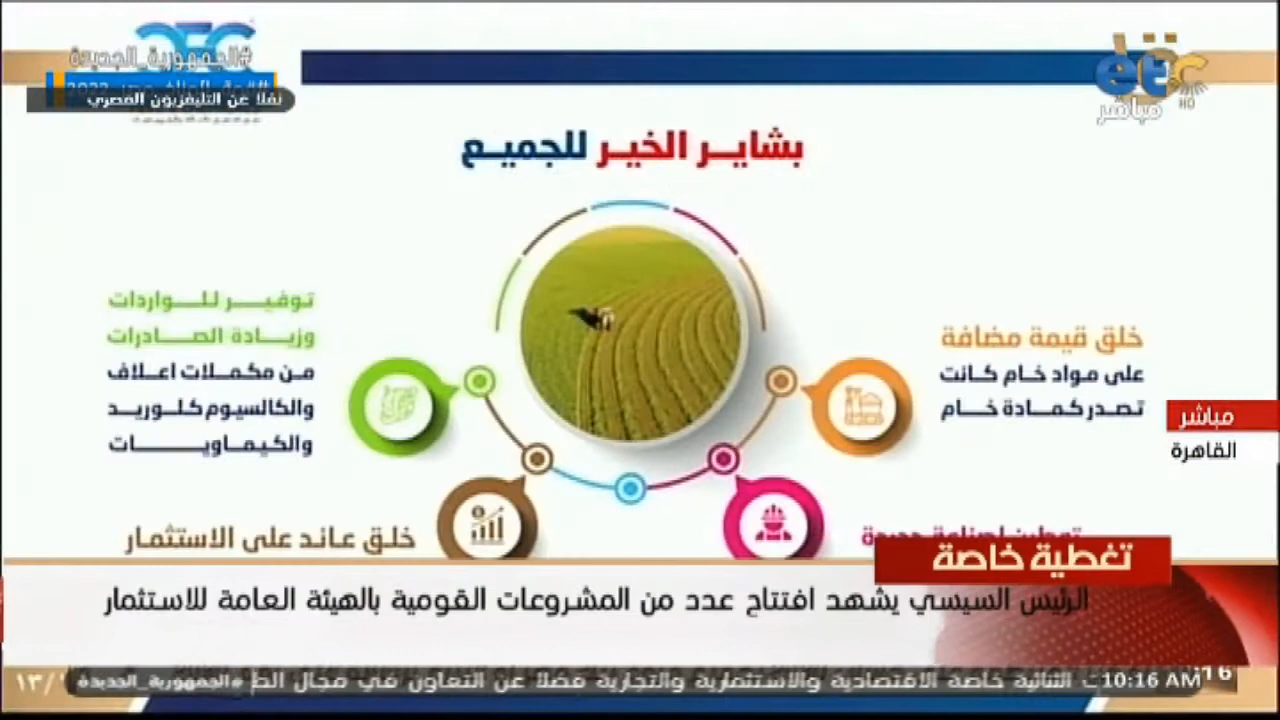 #الجمهورية_الجديدة
نقلا عن التليفزيون المصري
etc
مباشر
HD
بشاير الخير للجميع
توفير للواردات
وزيادة الصادرات
من مكملات اعلاف
والكالسيوم كلوريد
والكيماويات
خلق قيمة مضافة
على مواد خام كانت
تصدر كمادة خام
مباشر
القاهرة
خلق عائد على الاستثمار
تغطية خاصة
الرئيس السيسي يشهد افتتاح عدد من المشروعات القومية بالهيئة العامة للاستثمار
10:16 AM
الثنائية خاصة الاقتصادية والاستثمارية والتجارية فضلا عن التعاون في مجال
#الجمهورية_الجديدة